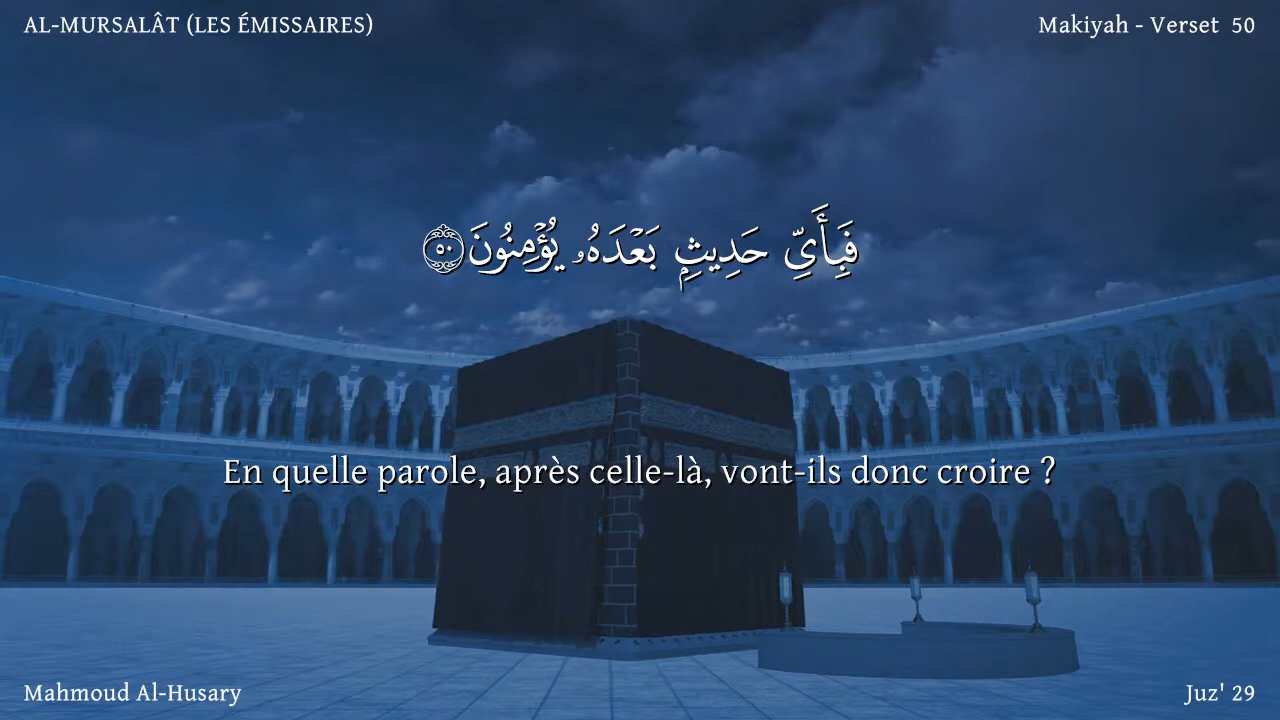 AL-MURSALÂT (LES ÉMISSAIRES)
Makiyah - Verset 50
فَبِأَيِّ حَدِيثِۭ بَعْدَهُۥ يُؤْمِنُونَ ٥٠
En quelle parole, après celle-là, vont-ils donc croire ?
Mahmoud Al-Husary
Juz' 29